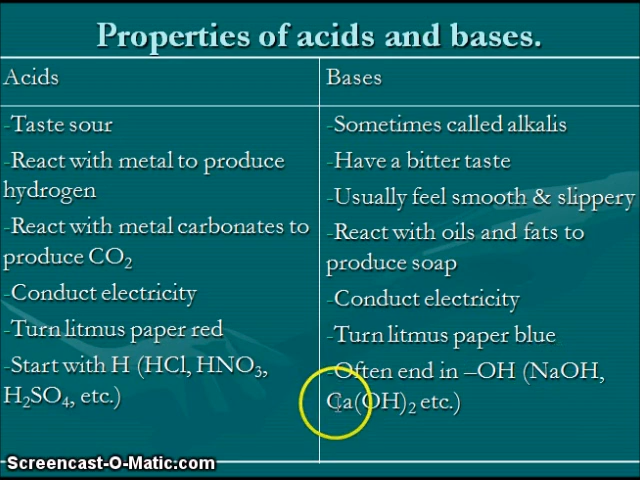 Properties of acids and bases.
Acids
-Taste sour
-React with metal to produce
hydrogen
-React with metal carbonates to
produce CO₂
-Conduct electricity
-Turn litmus paper red
-Start with H (HCl, HNO₃,
H₂SO₄, etc.)
Bases
-Sometimes called alkalis
-Have a bitter taste
-Usually feel smooth & slippery
-React with oils and fats to
produce soap
-Conduct electricity
-Turn litmus paper blue
-Often end in –OH (NaOH,
Ca(OH)₂ etc.)
Screencast-O-Matic.com